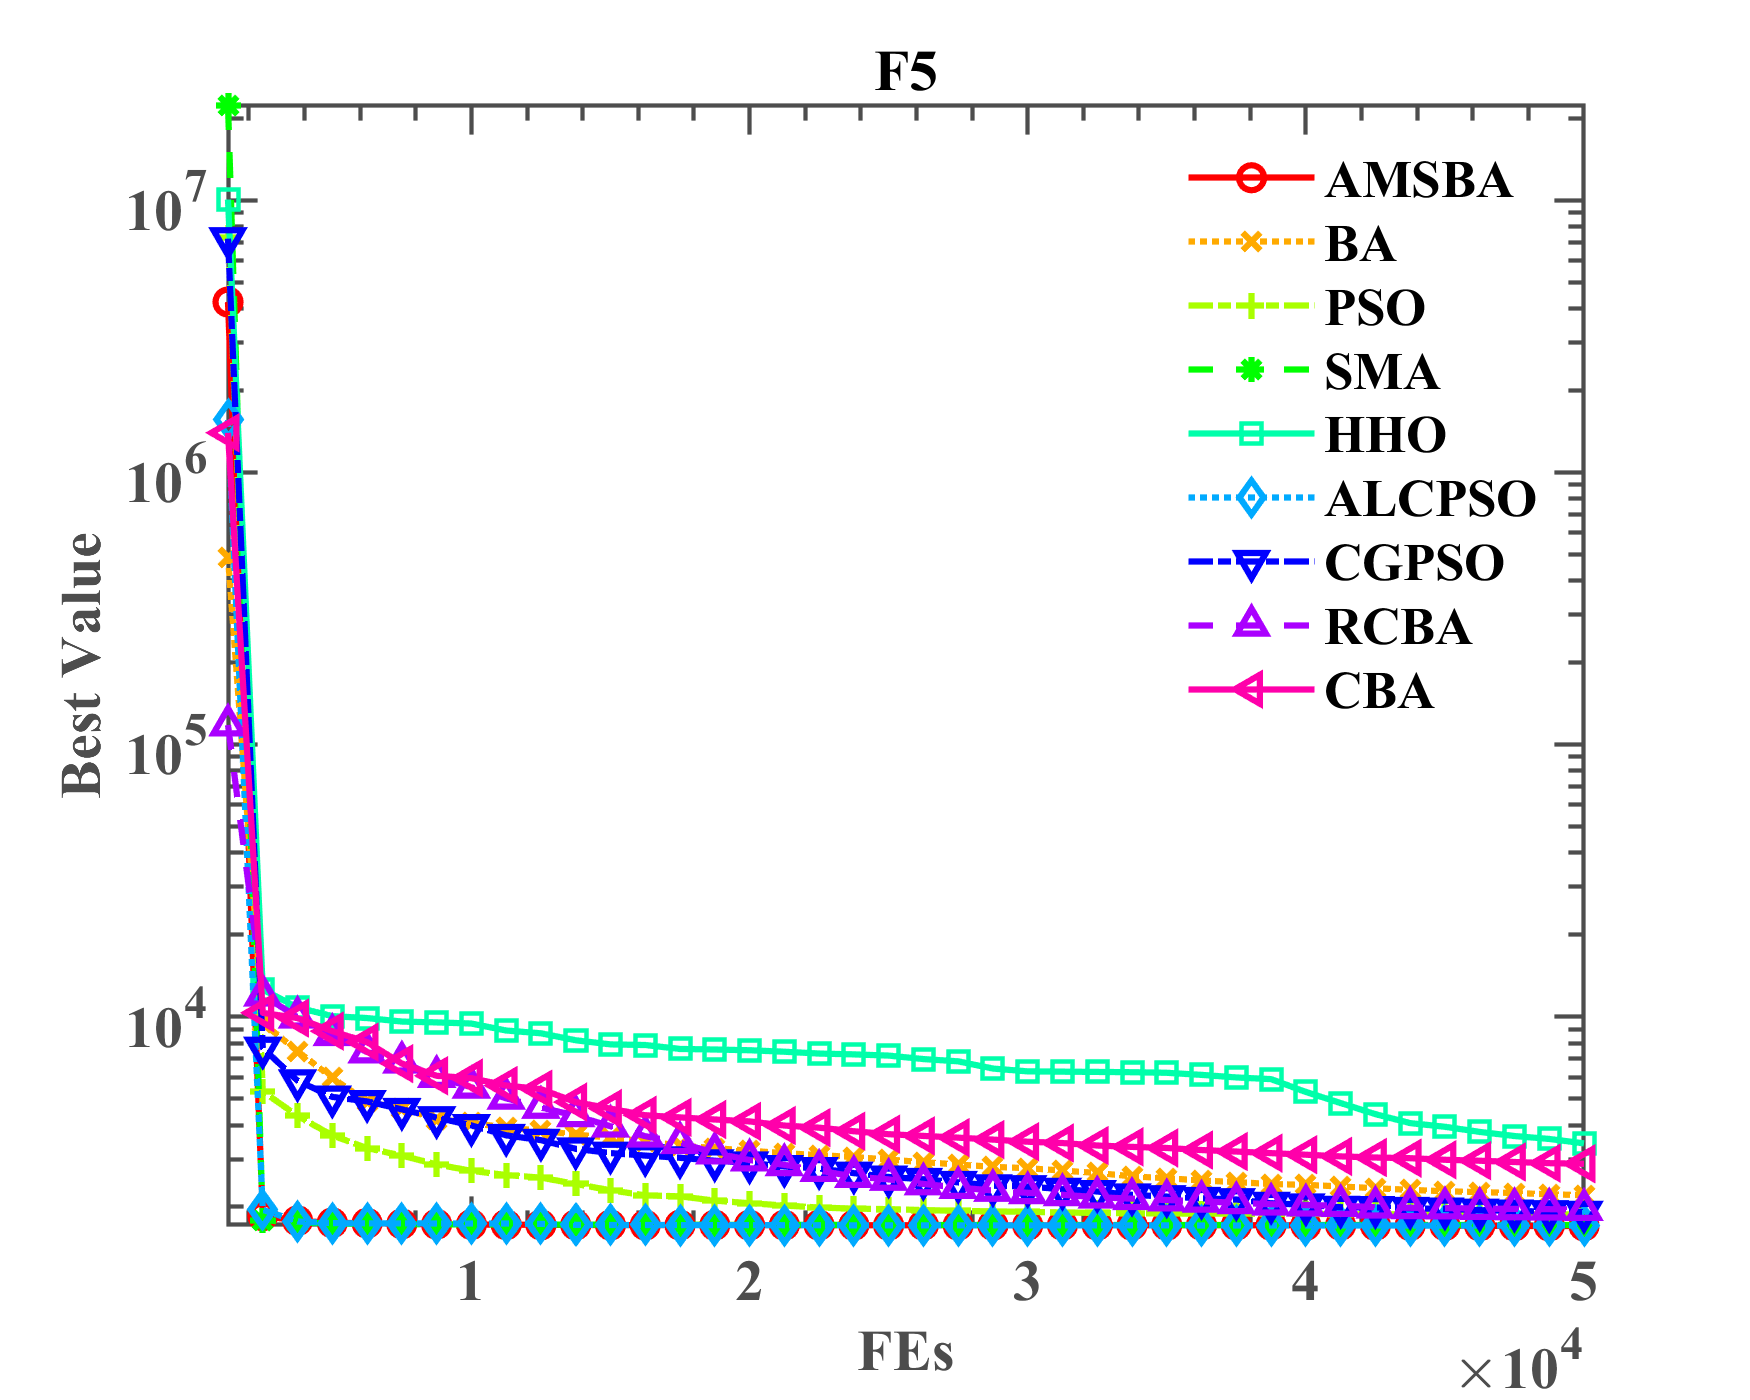 F5
AMSBA
BA
PSO
SMA
HHO
ALCPSO
CGPSO
RCBA
CBA
Best Value
10^7
10^6
10^5
10^4
1 2 3 4 5
FEs
×10^4